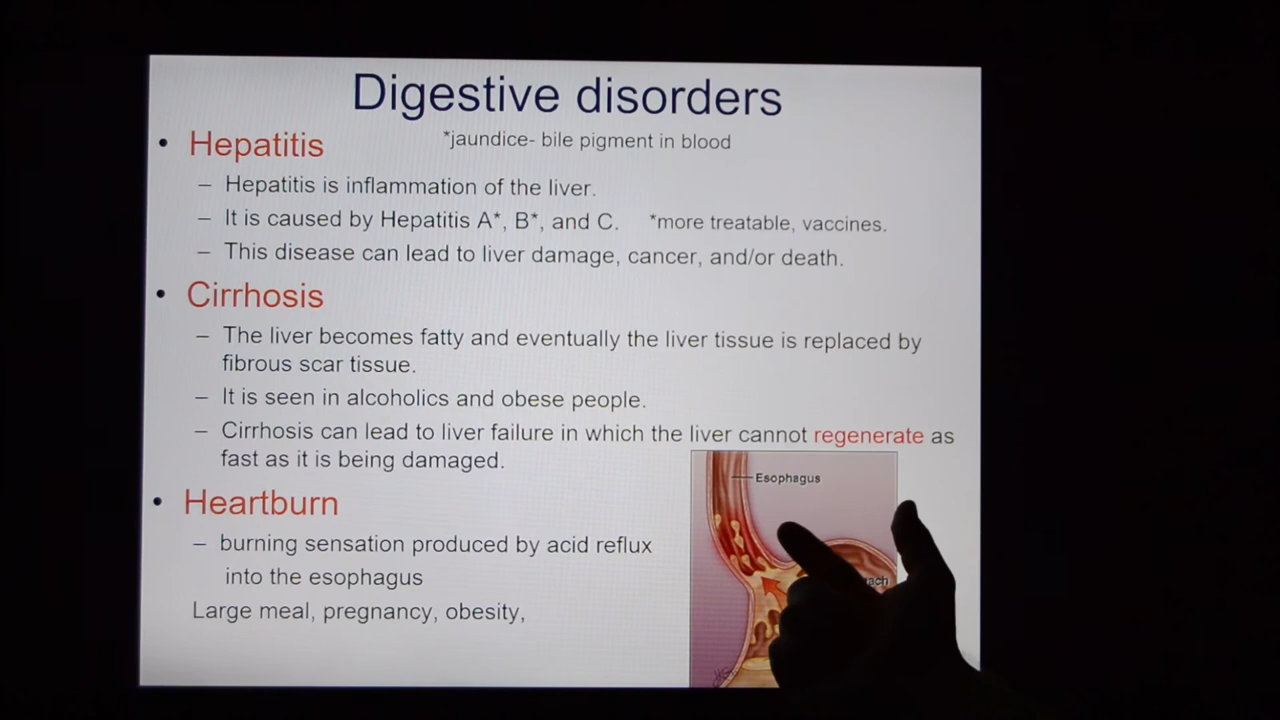 Digestive disorders
• Hepatitis
*jaundice- bile pigment in blood
– Hepatitis is inflammation of the liver.
– It is caused by Hepatitis A*, B*, and C. *more treatable, vaccines.
– This disease can lead to liver damage, cancer, and/or death.
• Cirrhosis
– The liver becomes fatty and eventually the liver tissue is replaced by
fibrous scar tissue.
– It is seen in alcoholics and obese people.
– Cirrhosis can lead to liver failure in which the liver cannot regenerate as
fast as it is being damaged.
Esophagus
• Heartburn
– burning sensation produced by acid reflux
into the esophagus
ach
Large meal, pregnancy, obesity,